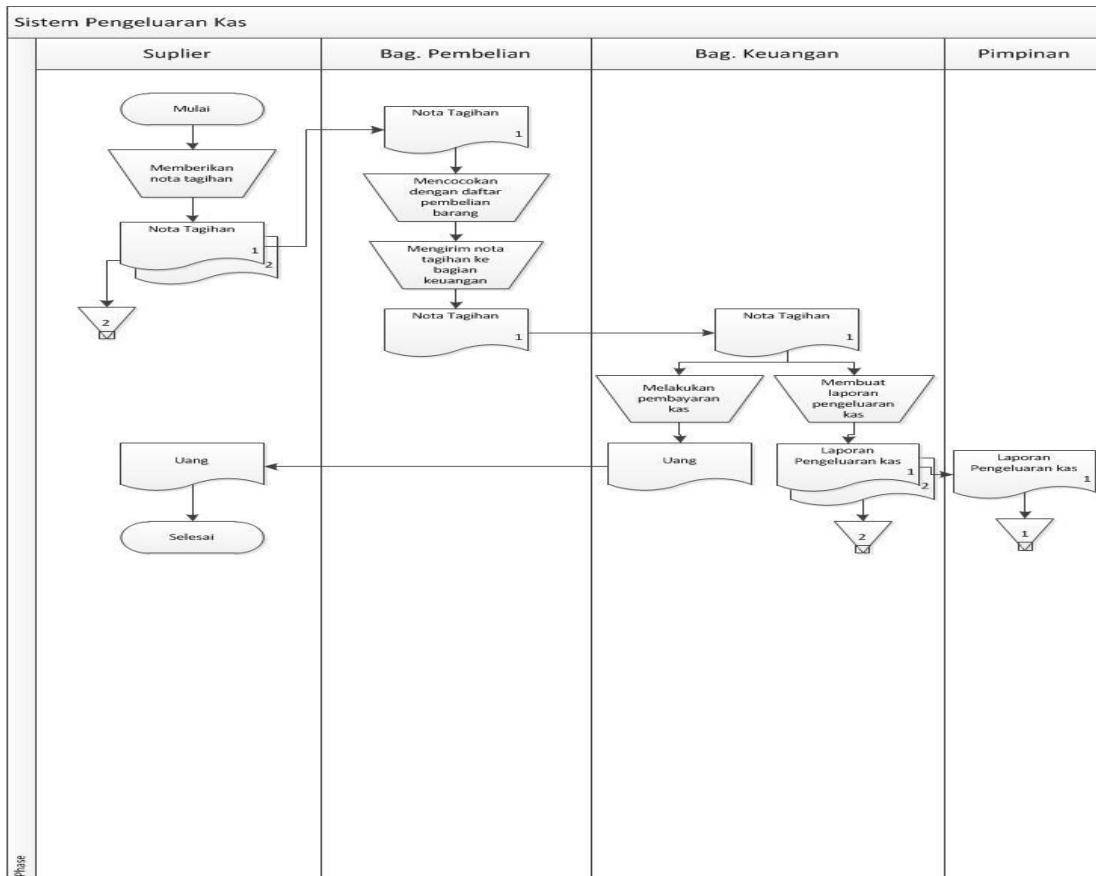 Sistem Pengeluaran Kas
Suplier
Bag. Pembelian
Bag. Keuangan
Pimpinan
Mulai
Memberikan
nota tagihan
Nota Tagihan
1
2
2
Nota Tagihan
1
Mencocokan
dengan daftar
pembelian
barang
Mengirim nota
tagihan ke
bagian
keuangan
Nota Tagihan
1
Nota Tagihan
1
Melakukan
pembayaran
kas
Membuat
laporan
pengeluaran
kas
Uang
Laporan
Pengeluaran kas
1
2
2
Laporan
Pengeluaran kas
1
1
Uang
Selesai
Phase